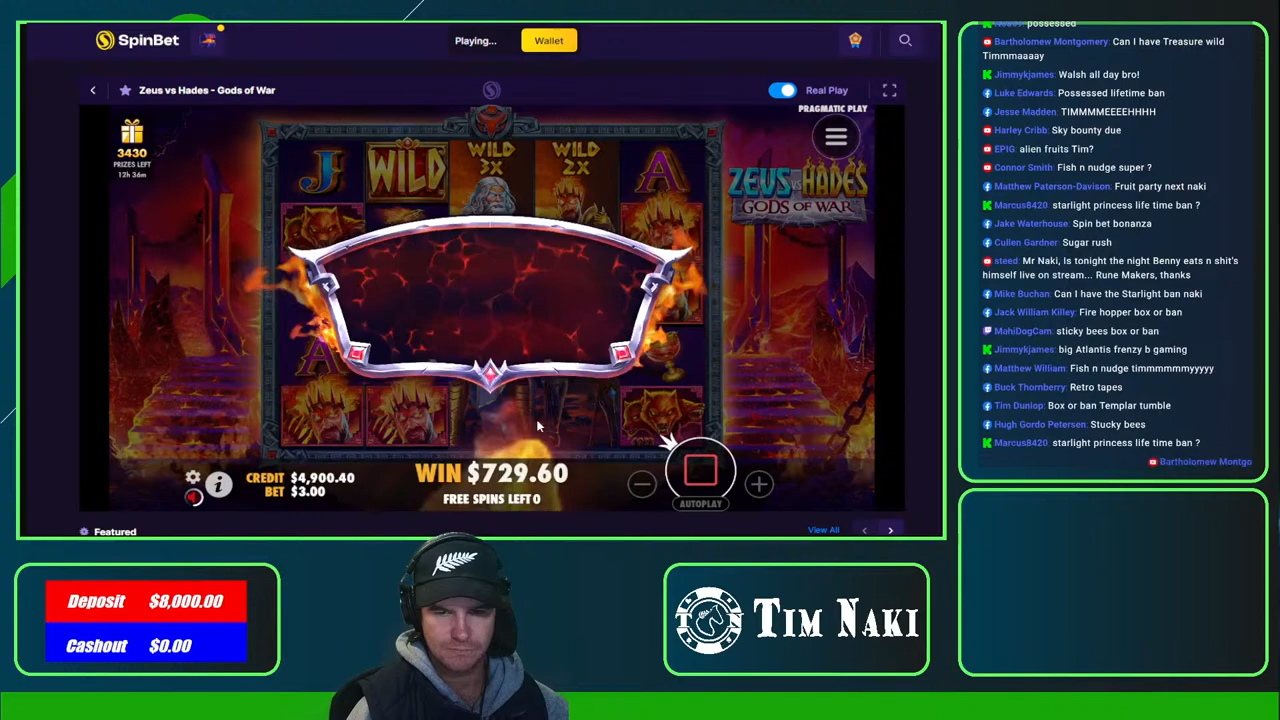 SpinBet
Playing...
Wallet
Zeus vs Hades - Gods of War
Real Play
PRAGMATIC PLAY
3430
PRIZES LEFT
12h 36m
J
WILD
WILD
3X
WILD
2X
A
ZEUS VS HADES
GODS OF WAR
A
CREDIT $4,900.40
BET $3.00
WIN $729.60
FREE SPINS LEFT 0
AUTOPLAY
Featured
View All
Deposit $8,000.00
Cashout $0.00
TIM NAKI
possessed
Bartholomew Montgomery: Can I have Treasure wild
Timmmaaaay
Jimmykjames: Walsh all day bro!
Luke Edwards: Possessed lifetime ban
Jesse Madden: TIMMMMEEEEHHHH
Harley Cribb: Sky bounty due
EPIG: alien fruits Tim?
Connor Smith: Fish n nudge super ?
Matthew Paterson-Davison: Fruit party next naki
Marcus8420: starlight princess life time ban ?
Jake Waterhouse: Spin bet bonanza
Cullen Gardner: Sugar rush
steed: Mr Naki, Is tonight the night Benny eats n shit's
himself live on stream... Rune Makers, thanks
Mike Buchan: Can I have the Starlight ban naki
Jack William Killey: Fire hopper box or ban
MahiDogCam: sticky bees box or ban
Jimmykjames: big Atlantis frenzy b gaming
Matthew William: Fish n nudge timmmmmmyyyyy
Buck Thornberry: Retro tapes
Tim Dunlop: Box or ban Templar tumble
Hugh Gordo Petersen: Stucky bees
Marcus8420: starlight princess life time ban ?
Bartholomew Montgo